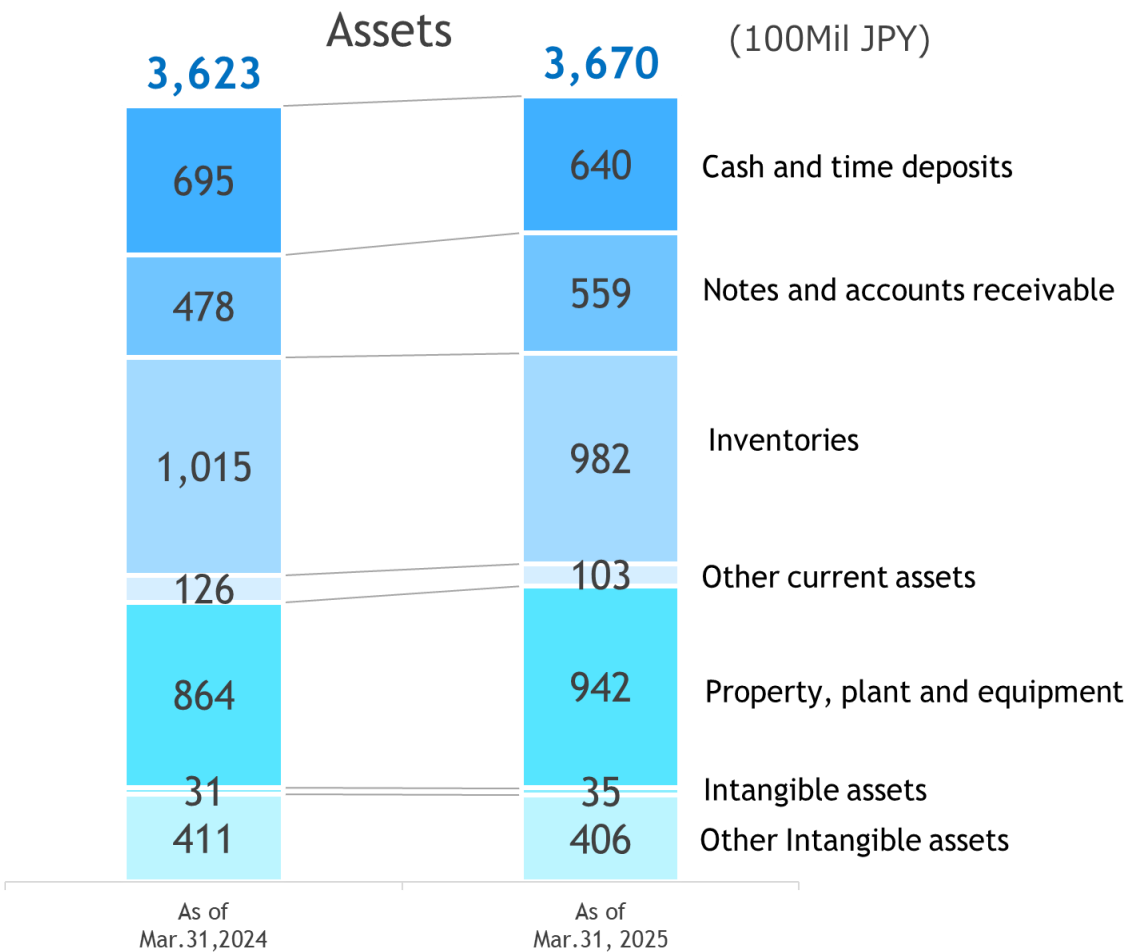 Assets
(100Mil JPY)
3,623
3,670
695
640
Cash and time deposits
478
559
Notes and accounts receivable
1,015
982
Inventories
126
103
Other current assets
864
942
Property, plant and equipment
31
35
Intangible assets
411
406
Other Intangible assets
As of
Mar.31,2024
As of
Mar.31, 2025